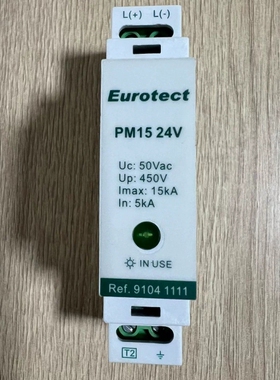 L(+) L(-)
Eurotect
PM15 24V
Uc: 50Vac
Up: 450V
Imax: 15kA
In: 5kA
IN USE
Ref. 9104 1111
T2